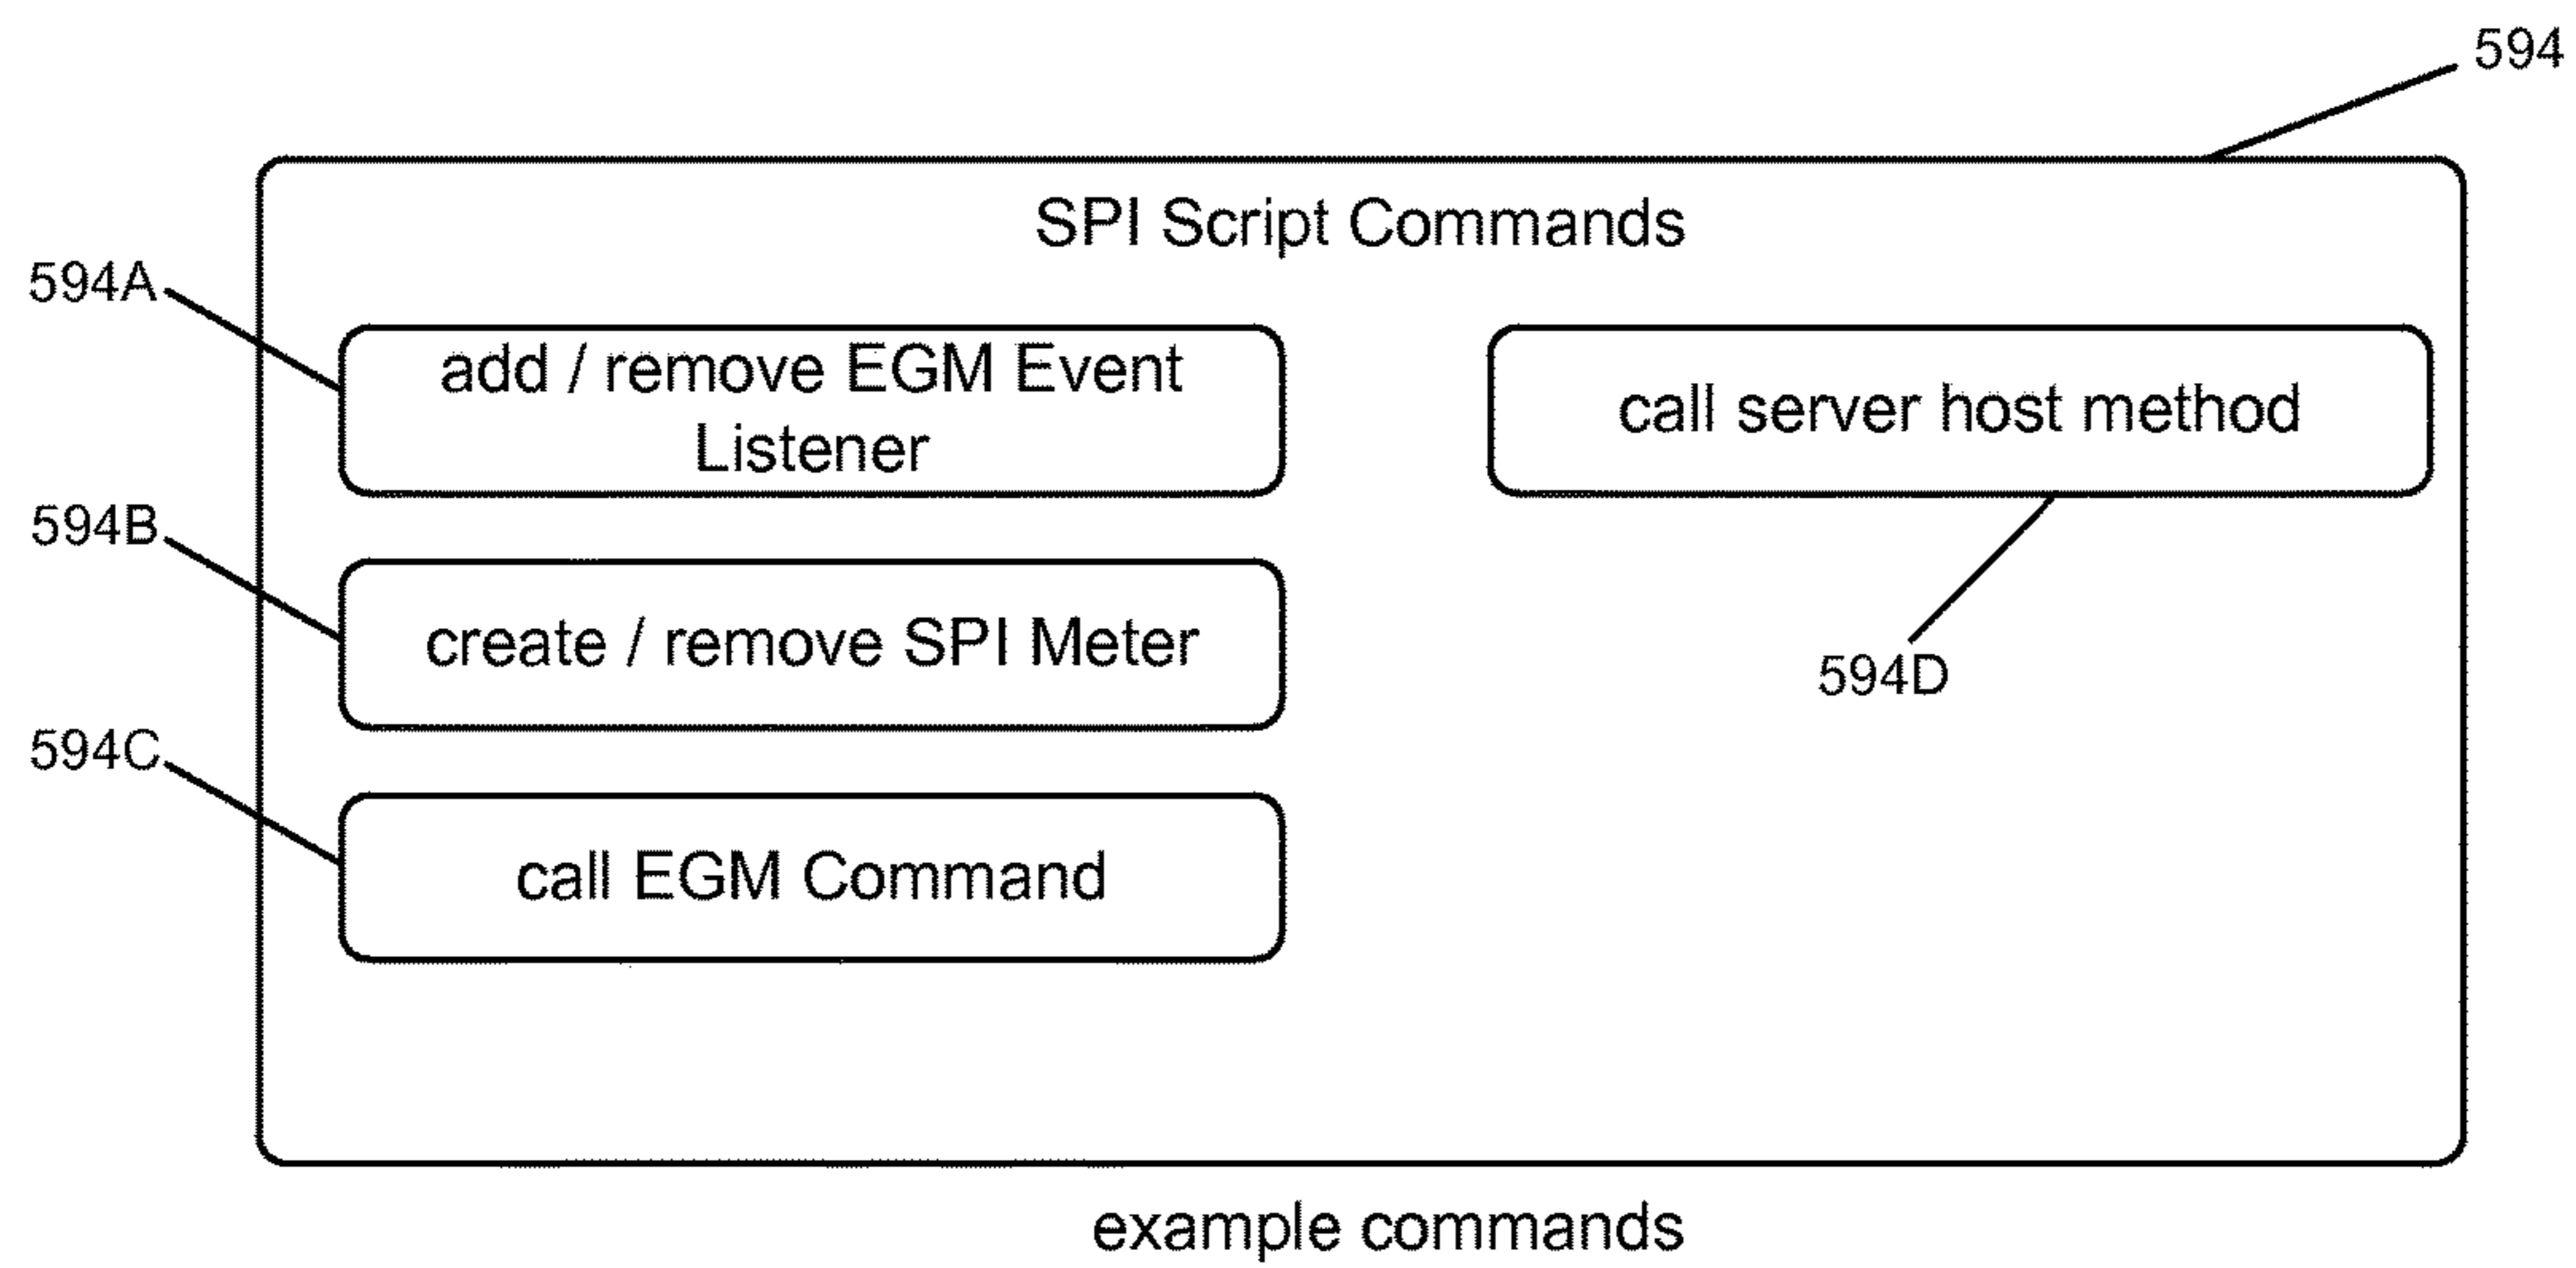 594
SPI Script Commands
594A
add / remove EGM Event
Listener
call server host method
594B
create / remove SPI Meter
594D
594C
call EGM Command
example commands